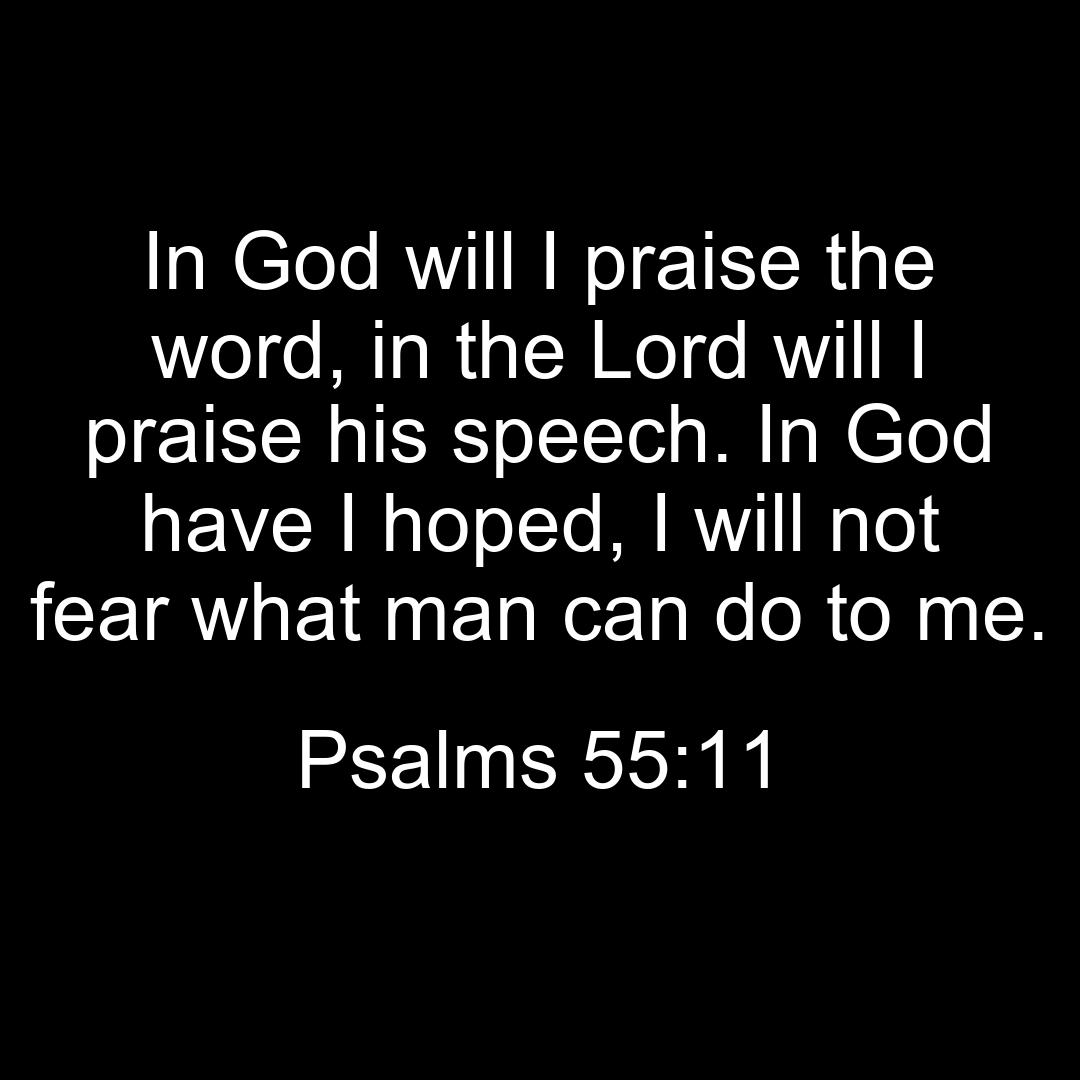 In God will I praise the
word, in the Lord will I
praise his speech. In God
have I hoped, I will not
fear what man can do to me.
Psalms 55:11